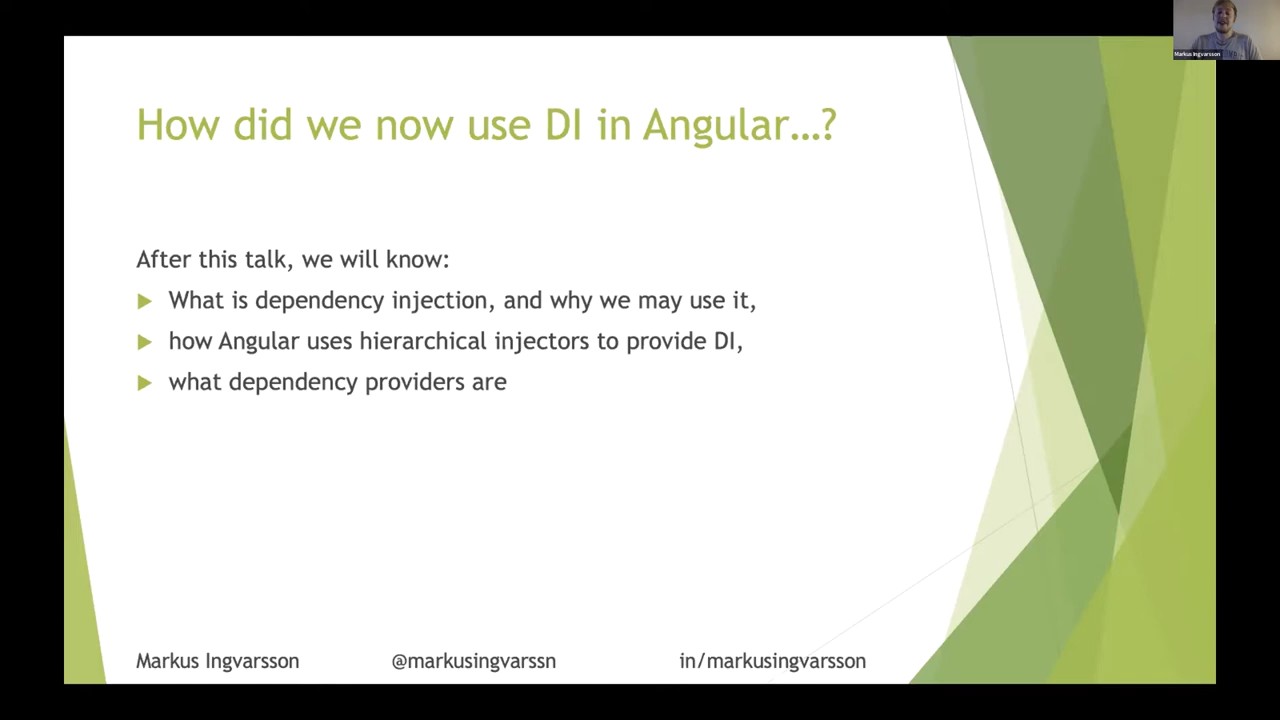 Markus Ingvarsson
How did we now use DI in Angular…?
After this talk, we will know:
What is dependency injection, and why we may use it,
how Angular uses hierarchical injectors to provide DI,
what dependency providers are
Markus Ingvarsson
@markusingvarssn
in/markusingvarsson